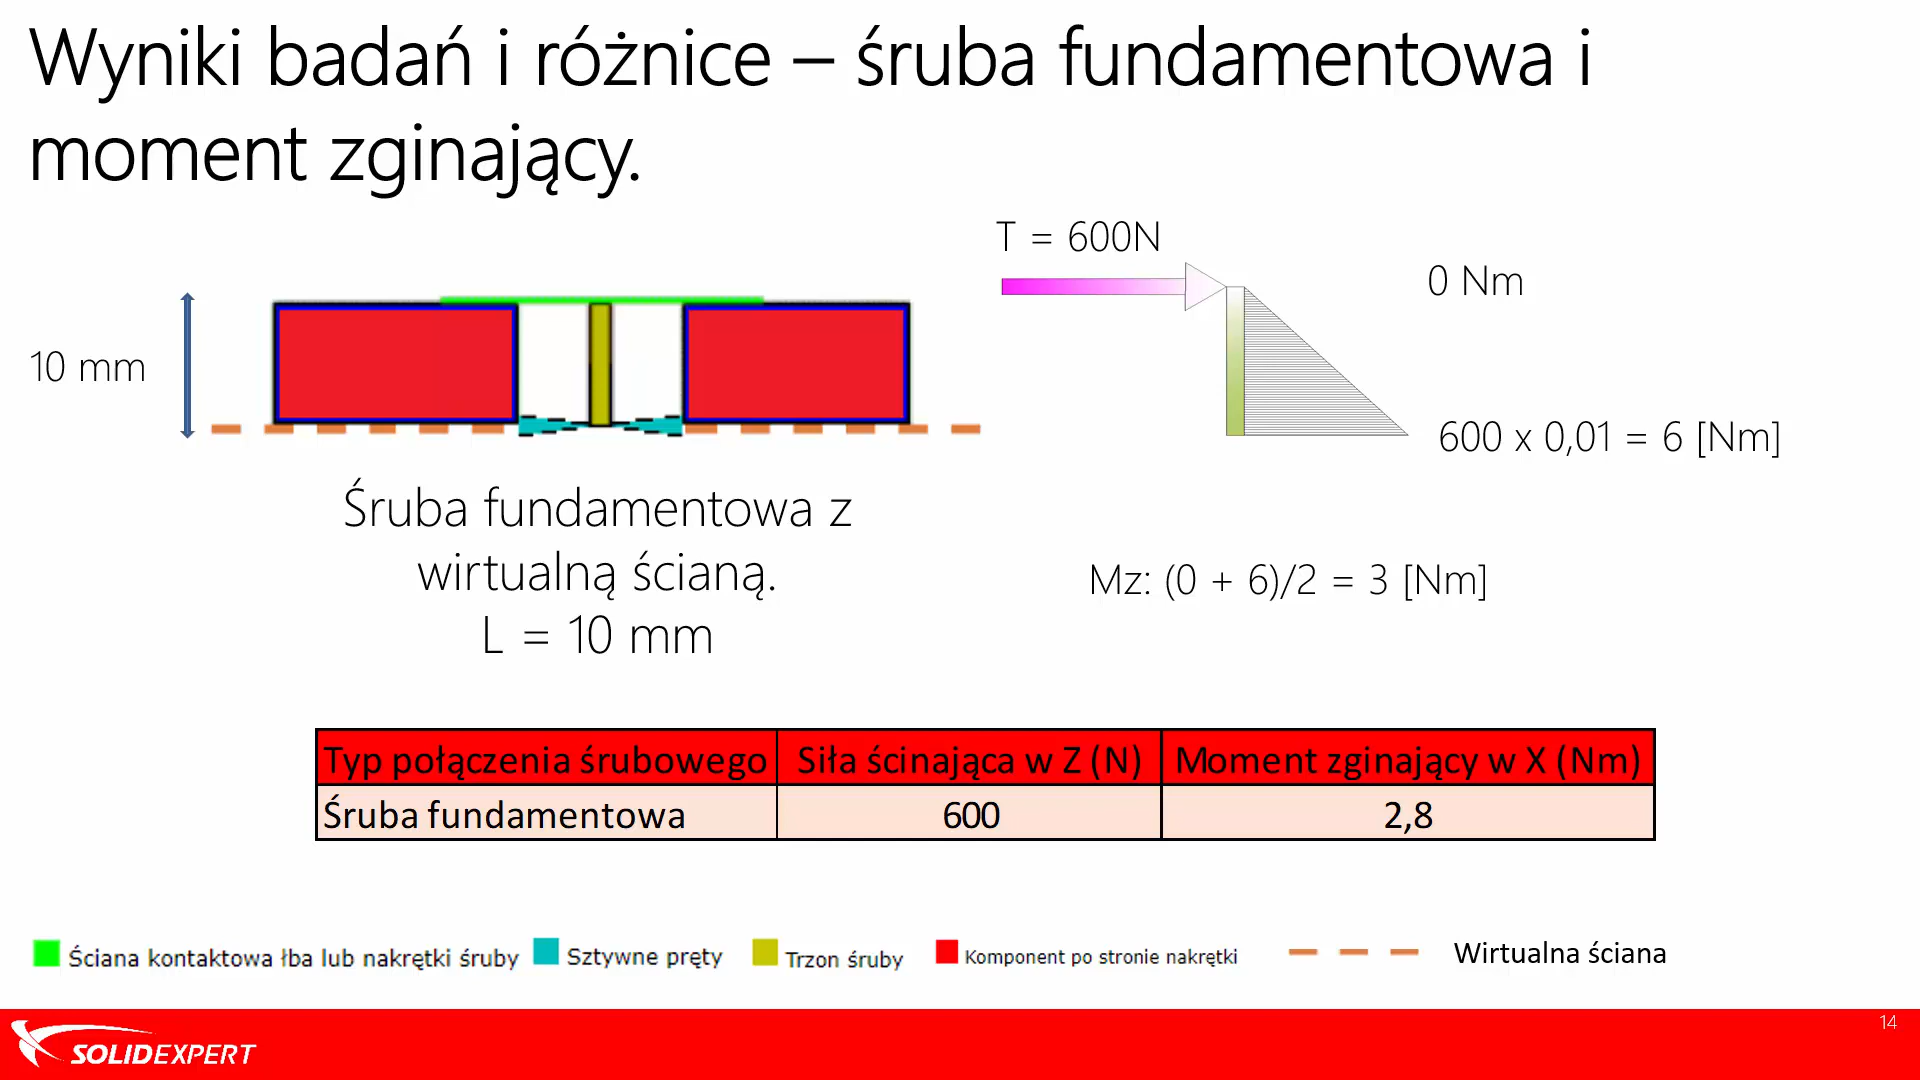 Wyniki badań i różnice – śruba fundamentowa i
moment zginający.
T = 600N
0 Nm
10 mm
600 x 0,01 = 6 [Nm]
Śruba fundamentowa z
wirtualną ścianą.
L = 10 mm
Mz: (0 + 6)/2 = 3 [Nm]
Typ połączenia śrubowego Siła ścinająca w Z (N) Moment zginający w X (Nm)
Śruba fundamentowa 600 2,8
Ściana kontaktowa łba lub nakrętki śruby Sztywne pręty Trzon śruby Komponent po stronie nakrętki Wirtualna ściana
14
SOLIDEXPERT